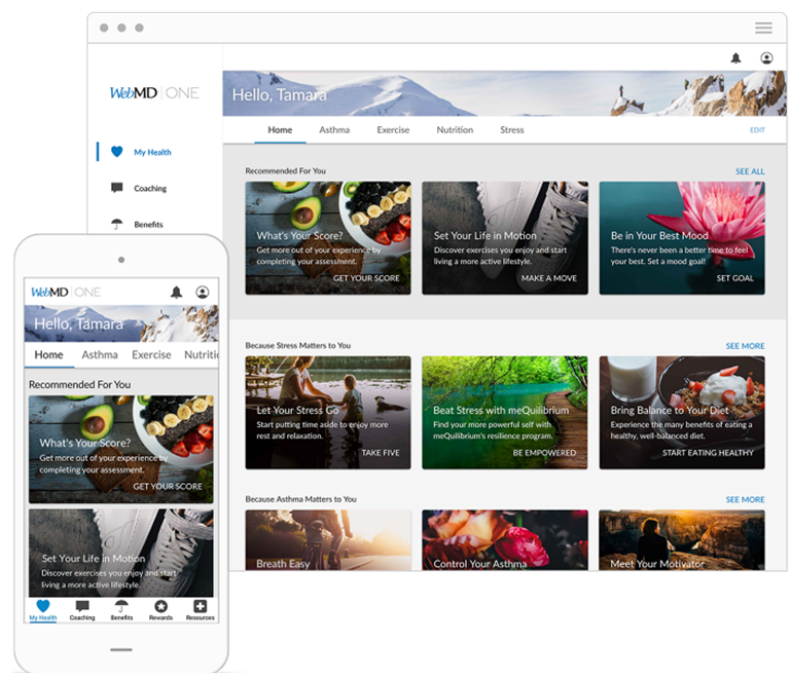 WebMD ONE
My Health
Coaching
Benefits
Hello, Tamara
Home Asthma Exercise Nutrition Stress EDIT
Recommended For You SEE ALL
What's Your Score?
Get more out of your experience by
completing your assessment.
GET YOUR SCORE
Set Your Life in Motion
Discover exercises you enjoy and start
living a more active lifestyle.
MAKE A MOVE
Be in Your Best Mood
There's never been a better time to feel
your best. Set a mood goal!
SET GOAL
Because Stress Matters to You SEE MORE
Let Your Stress Go
Start putting time aside to enjoy more
rest and relaxation.
TAKE FIVE
Beat Stress with meQuilibrium
Find your more powerful self with
meQuilibrium's resilience program.
BE EMPOWERED
Bring Balance to Your Diet
Experience the many benefits of eating a
healthy, well-balanced diet.
START EATING HEALTHY
Because Asthma Matters to You SEE MORE
Breath Easy
Control Your Asthma
Meet Your Motivator
WebMD ONE
Hello, Tamara
Home Asthma Exercise Nutriti
Recommended For You
What's Your Score?
Get more out of your experience by
completing your assessment.
GET YOUR SCORE
Set Your Life in Motion
Discover exercises you enjoy and start
living a more active lifestyle.
My Health Coaching Benefits Rewards Resources